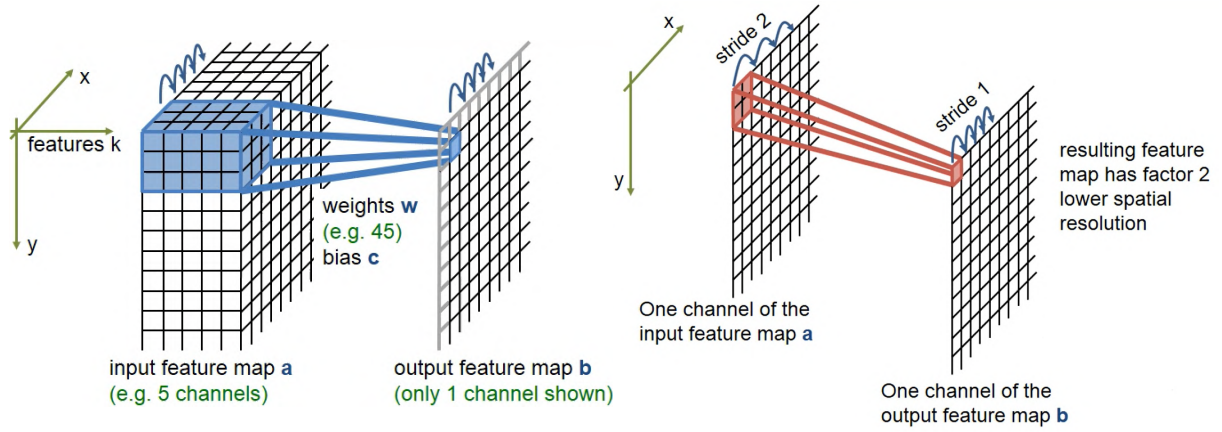 x
features k
y
weights w
(e.g. 45)
bias c
input feature map a
(e.g. 5 channels)
output feature map b
(only 1 channel shown)
x
y
stride 2
stride 1
resulting feature
map has factor 2
lower spatial
resolution
One channel of the
input feature map a
One channel of the
output feature map b